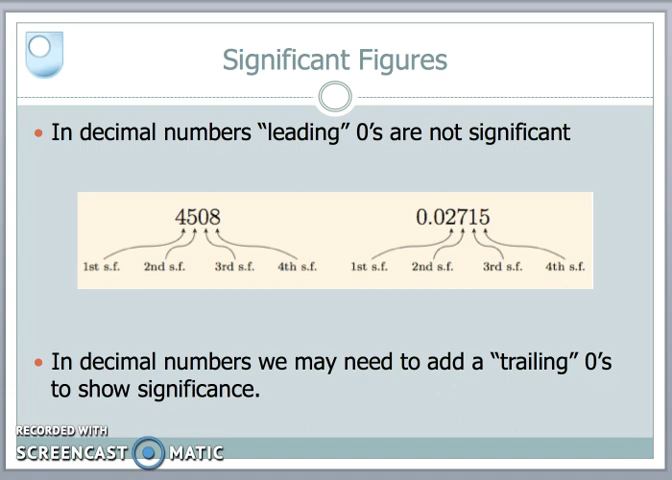 Significant Figures
• In decimal numbers “leading” 0’s are not significant
4508 0.02715
1st s.f. 2nd s.f. 3rd s.f. 4th s.f. 1st s.f. 2nd s.f. 3rd s.f. 4th s.f.
• In decimal numbers we may need to add a “trailing” 0’s
to show significance.
RECORDED WITH
SCREENCAST MATIC